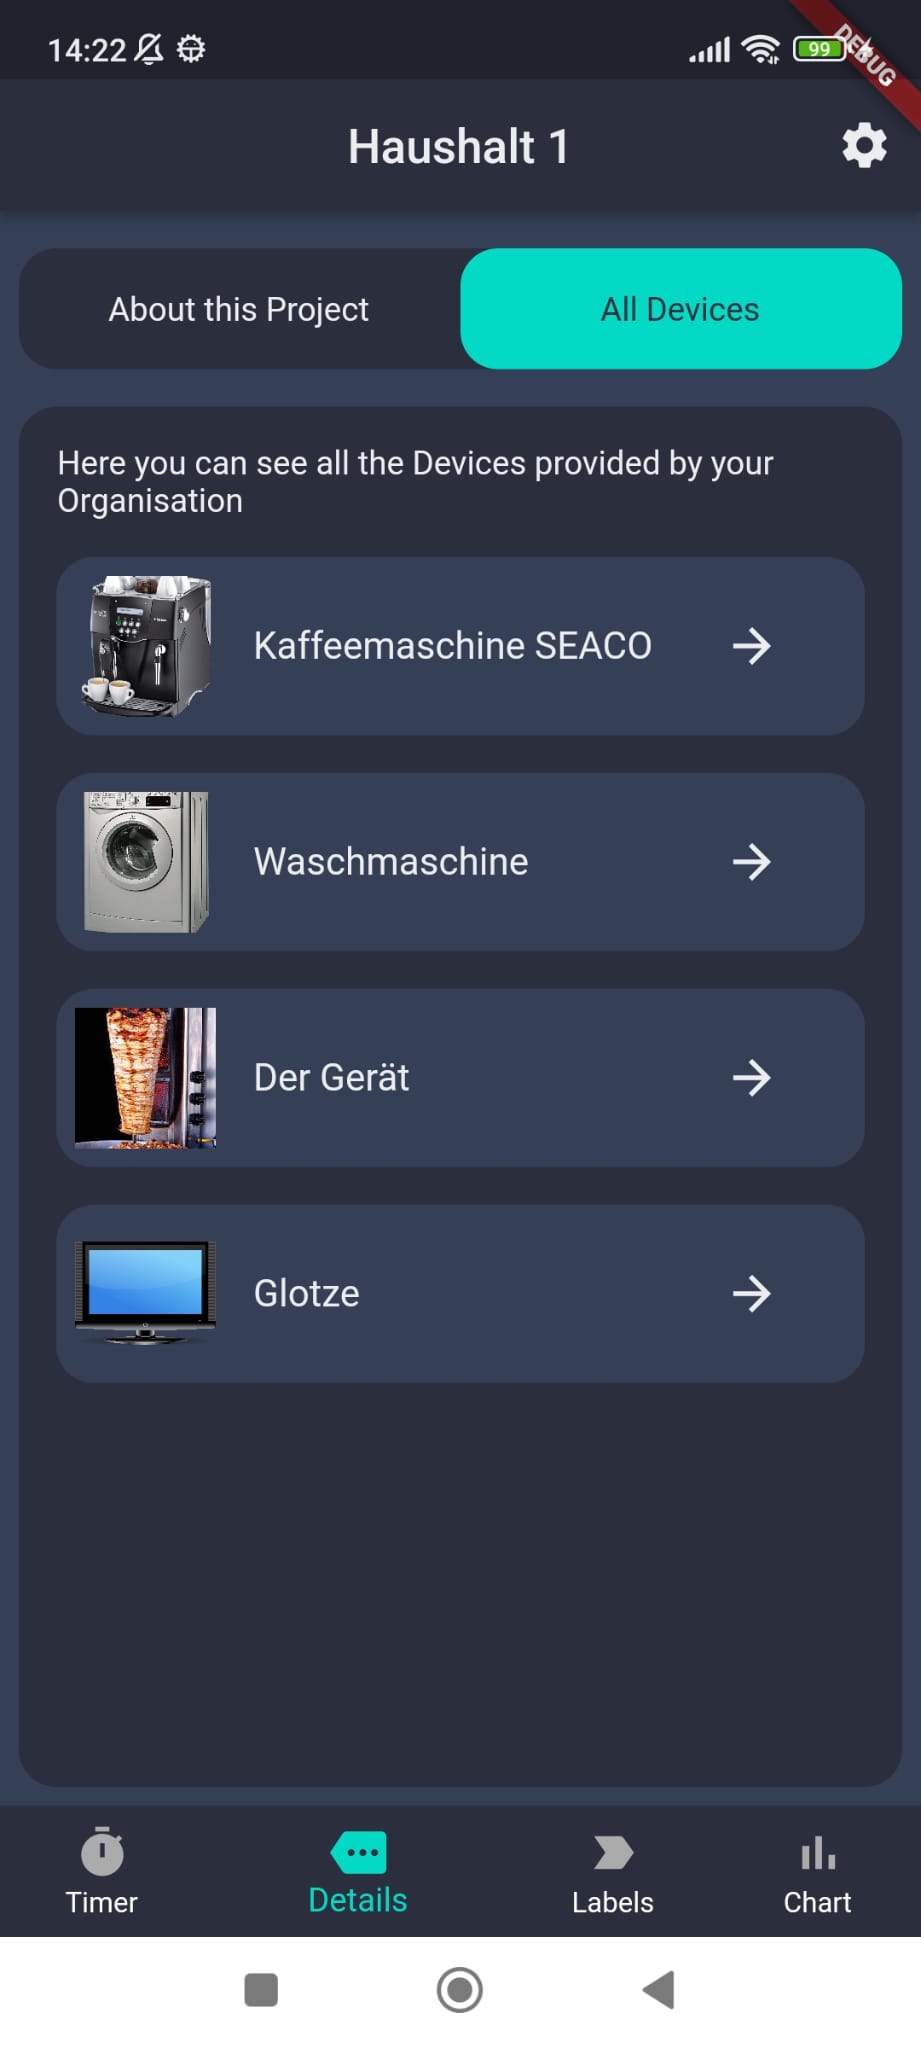 14:22
99
DEBUG
Haushalt 1
About this Project
All Devices
Here you can see all the Devices provided by your
Organisation
Kaffeemaschine SEACO
Waschmaschine
Der Gerät
Glotze
Timer
Details
Labels
Chart